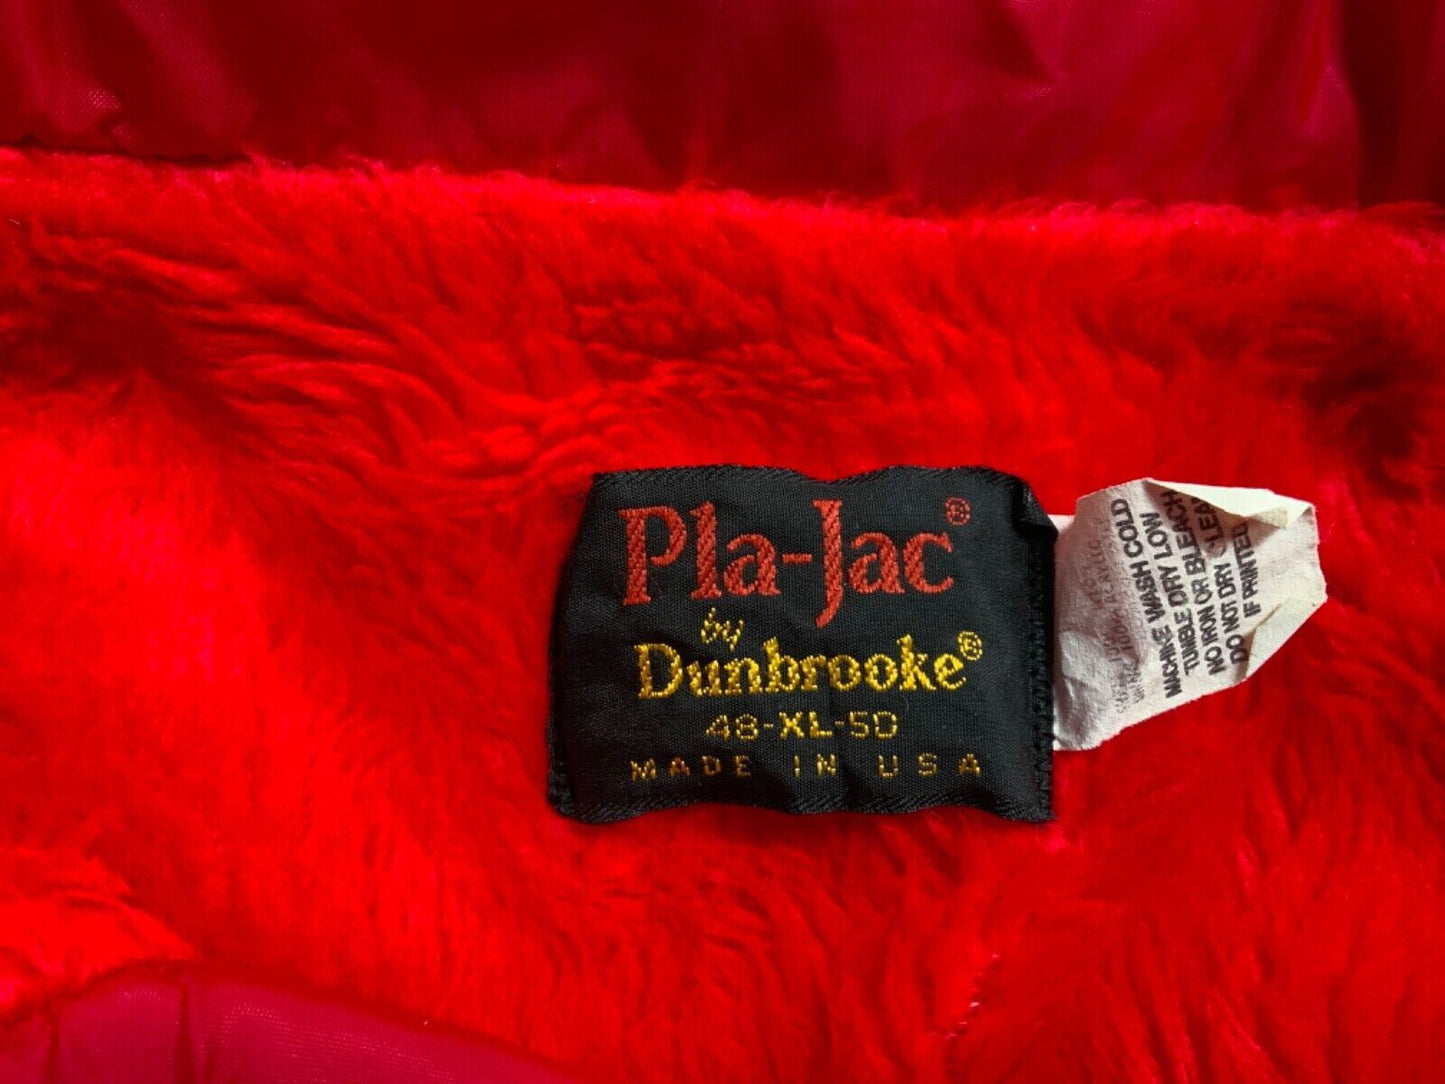 Pla-Jac®
by
Dunbrooke®
48-XL-50
MADE IN USA
MACHINE WASH COLD
TUMBLE DRY LOW
NO IRON OR BLEACH
DO NOT DRY CLEAN
IF PRINTED